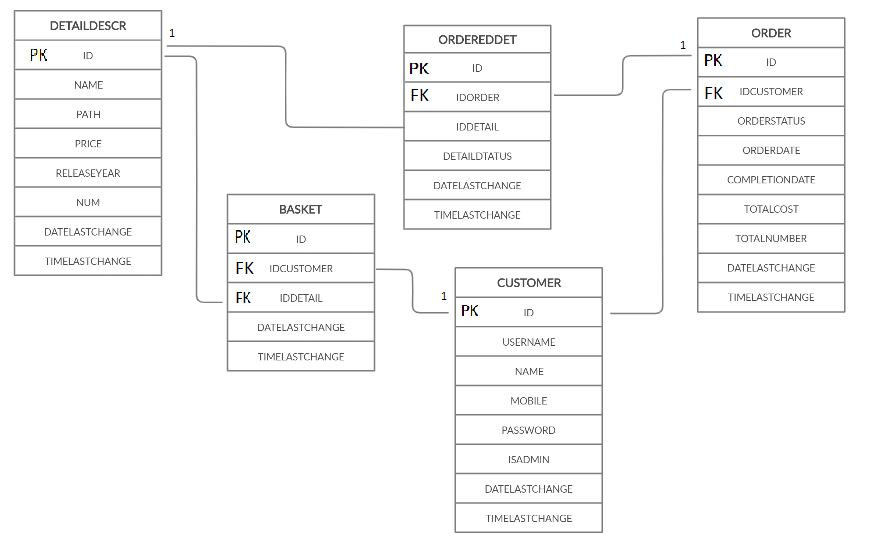 DETAILDESCR
1
PK ID
NAME
PATH
PRICE
RELEASEYEAR
NUM
DATELASTCHANGE
TIMELASTCHANGE
ORDEREDDET
PK ID
FK IDORDER
IDDETAIL
DETAILDTATUS
DATELASTCHANGE
TIMELASTCHANGE
1
ORDER
PK ID
FK IDCUSTOMER
ORDERSTATUS
ORDERDATE
COMPLETIONDATE
TOTALCOST
TOTALNUMBER
DATELASTCHANGE
TIMELASTCHANGE
BASKET
PK ID
FK IDCUSTOMER
FK IDDETAIL
DATELASTCHANGE
TIMELASTCHANGE
1
CUSTOMER
PK ID
USERNAME
NAME
MOBILE
PASSWORD
ISADMIN
DATELASTCHANGE
TIMELASTCHANGE